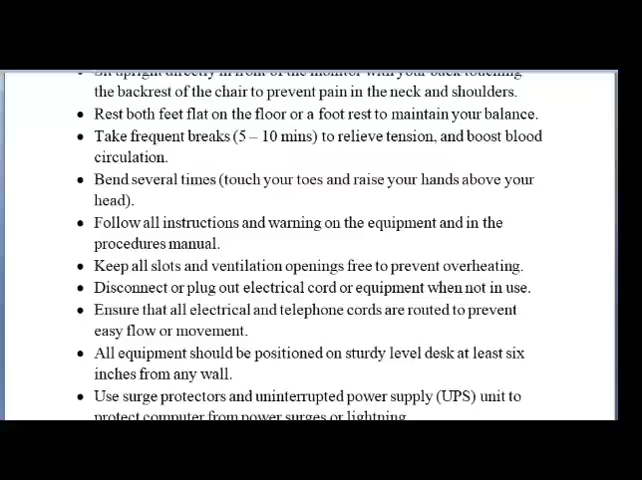 Sit upright directly in front of the monitor with your back touching
the backrest of the chair to prevent pain in the neck and shoulders.
• Rest both feet flat on the floor or a foot rest to maintain your balance.
• Take frequent breaks (5 – 10 mins) to relieve tension, and boost blood
circulation.
• Bend several times (touch your toes and raise your hands above your
head).
• Follow all instructions and warning on the equipment and in the
procedures manual.
• Keep all slots and ventilation openings free to prevent overheating.
• Disconnect or plug out electrical cord or equipment when not in use.
• Ensure that all electrical and telephone cords are routed to prevent
easy flow or movement.
• All equipment should be positioned on sturdy level desk at least six
inches from any wall.
• Use surge protectors and uninterrupted power supply (UPS) unit to
protect computer from power surges or lightning.